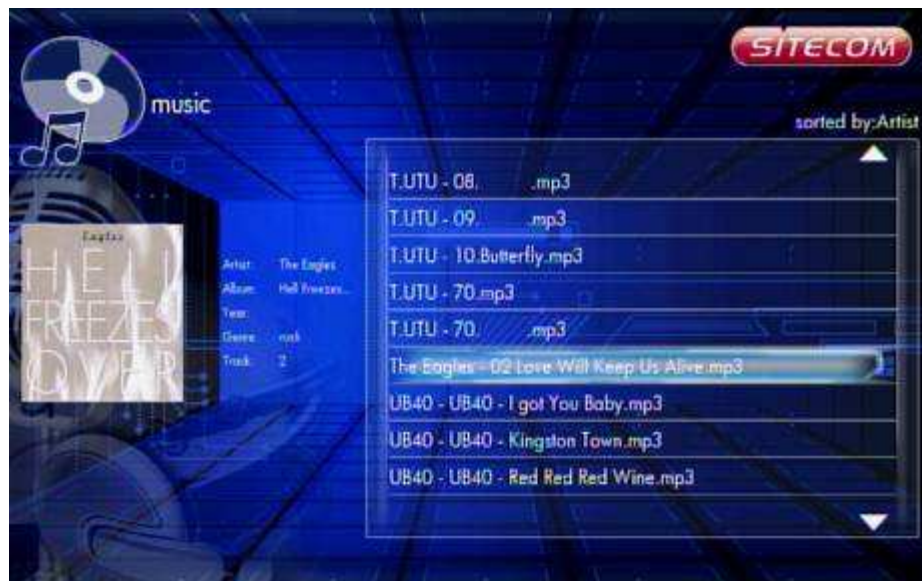 SITECOM
music
sorted by:Artist
T.UTU - 08. .mp3
T.UTU - 09. .mp3
T.UTU - 10.Butterfly.mp3
T.UTU - 70.mp3
T.UTU - 70. .mp3
The Eagles - 02 Love Will Keep Us Alive.mp3
UB40 - UB40 - I got You Baby.mp3
UB40 - UB40 - Kingston Town.mp3
UB40 - UB40 - Red Red Red Wine.mp3
Eagles
HELL
FREEZES
OVER
Artist: The Eagles
Album: Hell Freezes...
Year:
Genre: rock
Track: 2